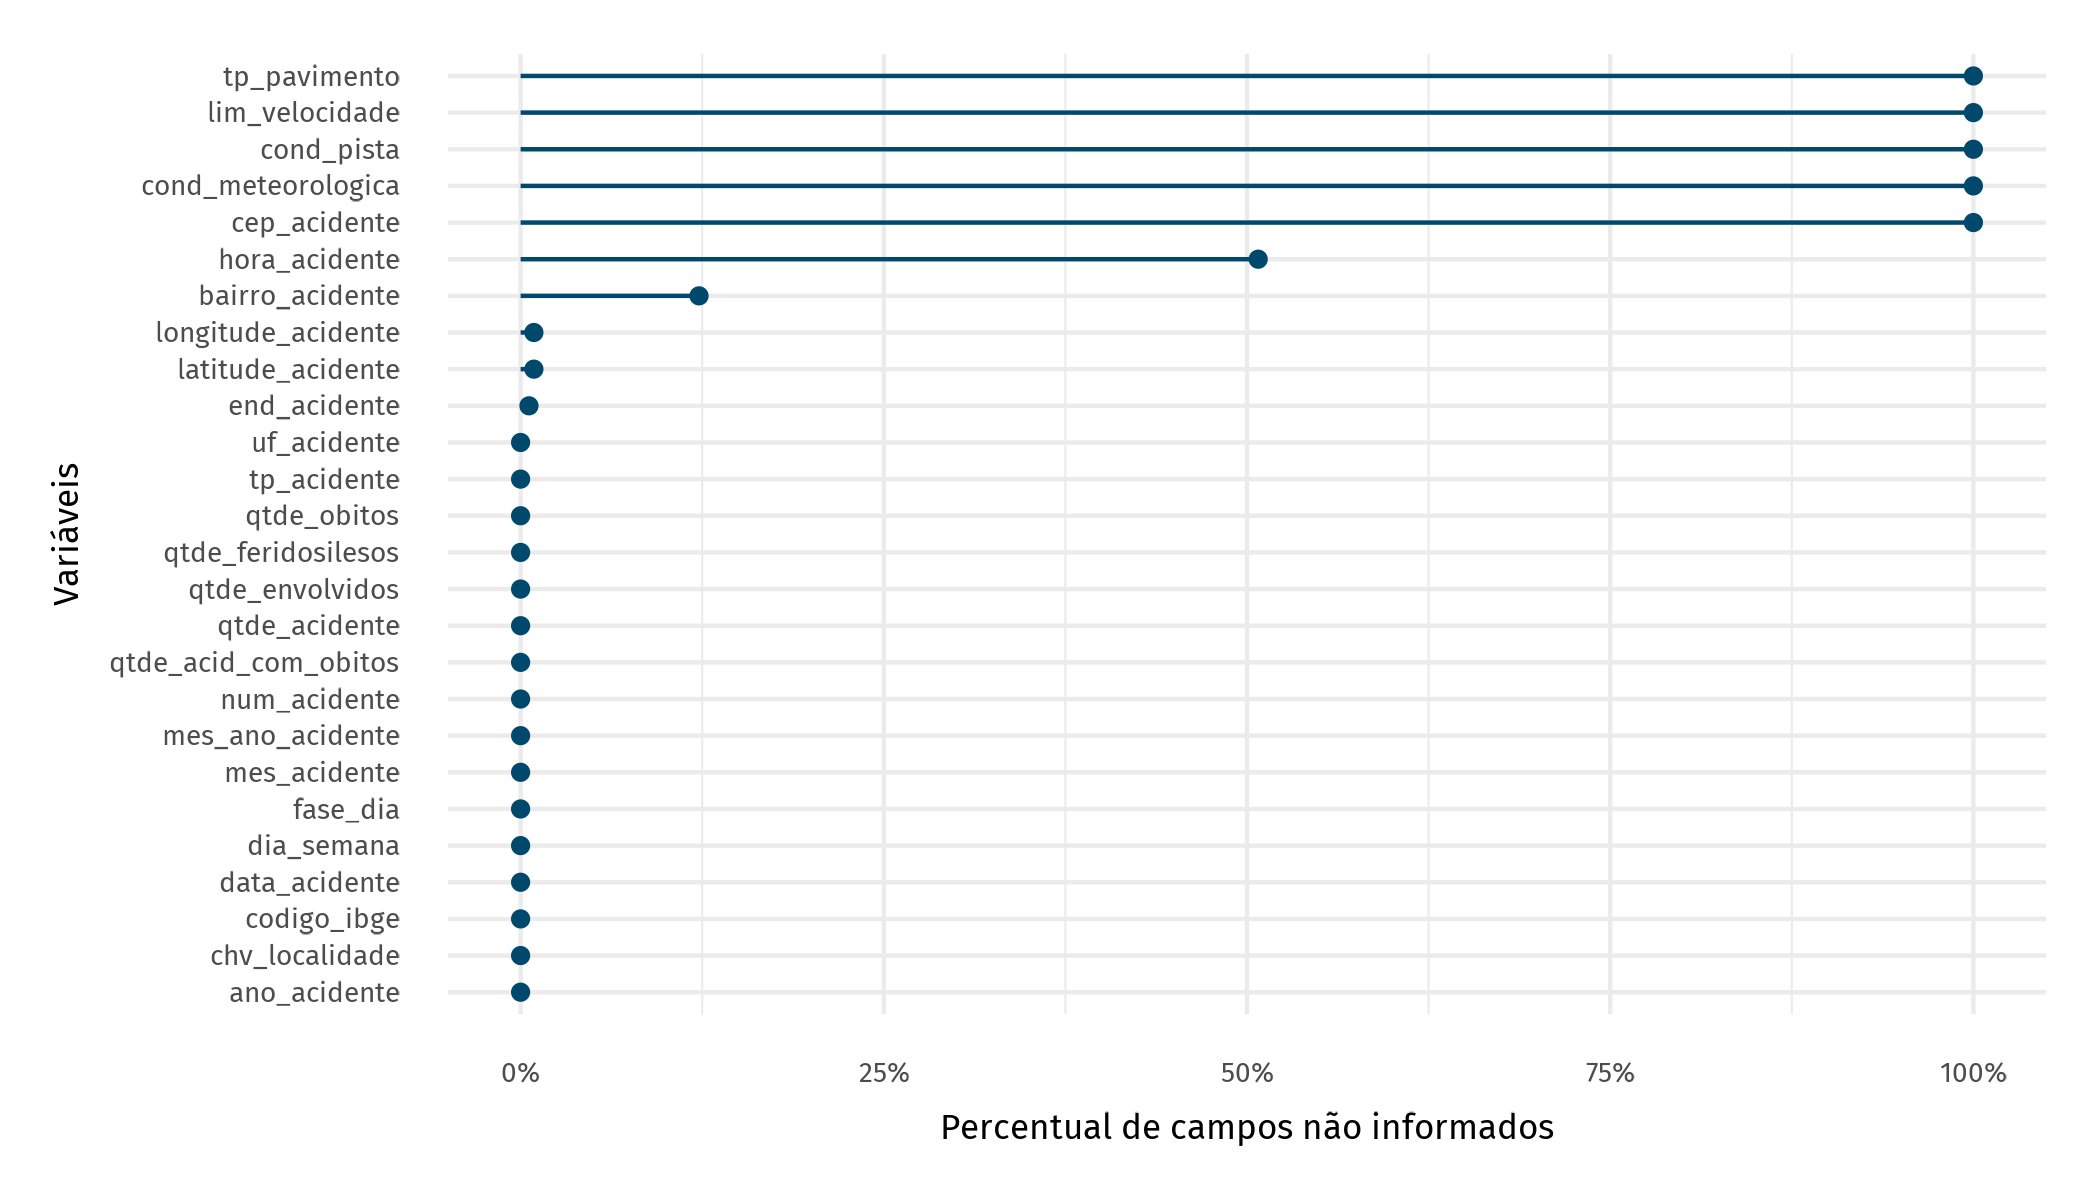 tp_pavimento
lim_velocidade
cond_pista
cond_meteorologica
cep_acidente
hora_acidente
bairro_acidente
longitude_acidente
latitude_acidente
end_acidente
uf_acidente
tp_acidente
qtde_obitos
qtde_feridosilesos
qtde_envolvidos
qtde_acidente
qtde_acid_com_obitos
num_acidente
mes_ano_acidente
mes_acidente
fase_dia
dia_semana
data_acidente
codigo_ibge
chv_localidade
ano_acidente
Variáveis
0% 25% 50% 75% 100%
Percentual de campos não informados